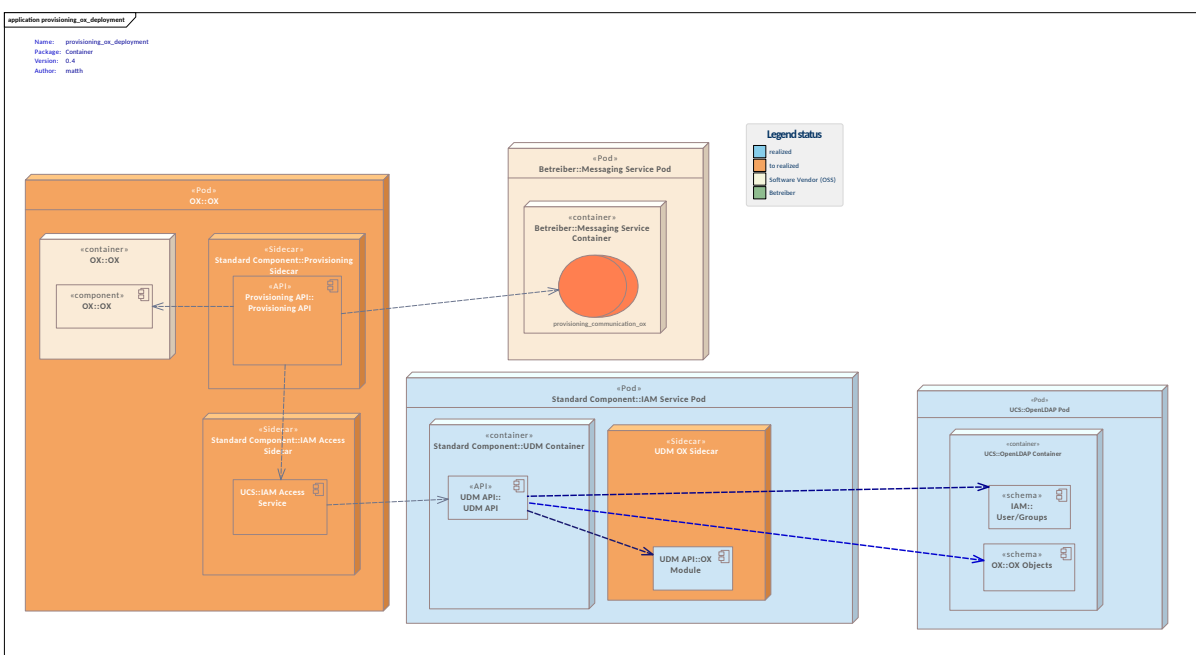 application provisioning_ox_deployment
Name: provisioning_ox_deployment
Package: Container
Version: 0.4
Author: matth
Legend status
realized
to realized
Software Vendor (OSS)
Betreiber
«Pod»
Betreiber::Messaging Service Pod
«container»
Betreiber::Messaging Service
Container
provisioning_communication_ox
«Pod»
OX::OX
«container»
OX::OX
«component»
OX::OX
«Sidecar»
Standard Component::Provisioning
Sidecar
«API»
Provisioning API::
Provisioning API
«Sidecar»
Standard Component::IAM Access
Sidecar
UCS::IAM Access
Service
«Pod»
Standard Component::IAM Service Pod
«container»
Standard Component::UDM Container
«API»
UDM API::
UDM API
«Sidecar»
UDM OX Sidecar
UDM API::OX
Module
«Pod»
UCS::OpenLDAP Pod
«container»
UCS::OpenLDAP Container
«schema»
IAM::
User/Groups
«schema»
OX::OX Objects